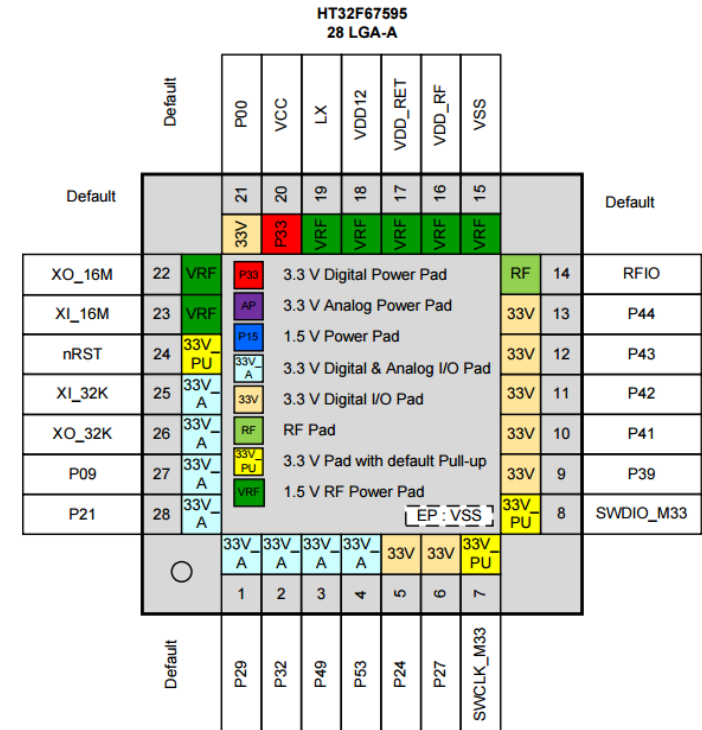 HT32F67595
28 LGA-A
Default
P00
VCC
LX
VDD12
VDD_RET
VDD_RF
VSS
Default
21
20
19
18
17
16
15
Default
33V
P33
VRF
VRF
VRF
VRF
VRF
XO_16M 22 VRF
XI_16M 23 VRF
nRST 24 33V_PU
XI_32K 25 33V_A
XO_32K 26 33V_A
P09 27 33V_A
P21 28 33V_A
P33 3.3 V Digital Power Pad
AP 3.3 V Analog Power Pad
P15 1.5 V Power Pad
33V_A 3.3 V Digital & Analog I/O Pad
33V 3.3 V Digital I/O Pad
RF RF Pad
33V_PU 3.3 V Pad with default Pull-up
VRF 1.5 V RF Power Pad
EP : VSS
RF 14 RFIO
33V 13 P44
33V 12 P43
33V 11 P42
33V 10 P41
33V 9 P39
33V_PU 8 SWDIO_M33
33V_A
33V_A
33V_A
33V_A
33V
33V
33V_PU
1
2
3
4
5
6
7
Default
P29
P32
P49
P53
P24
P27
SWCLK_M33